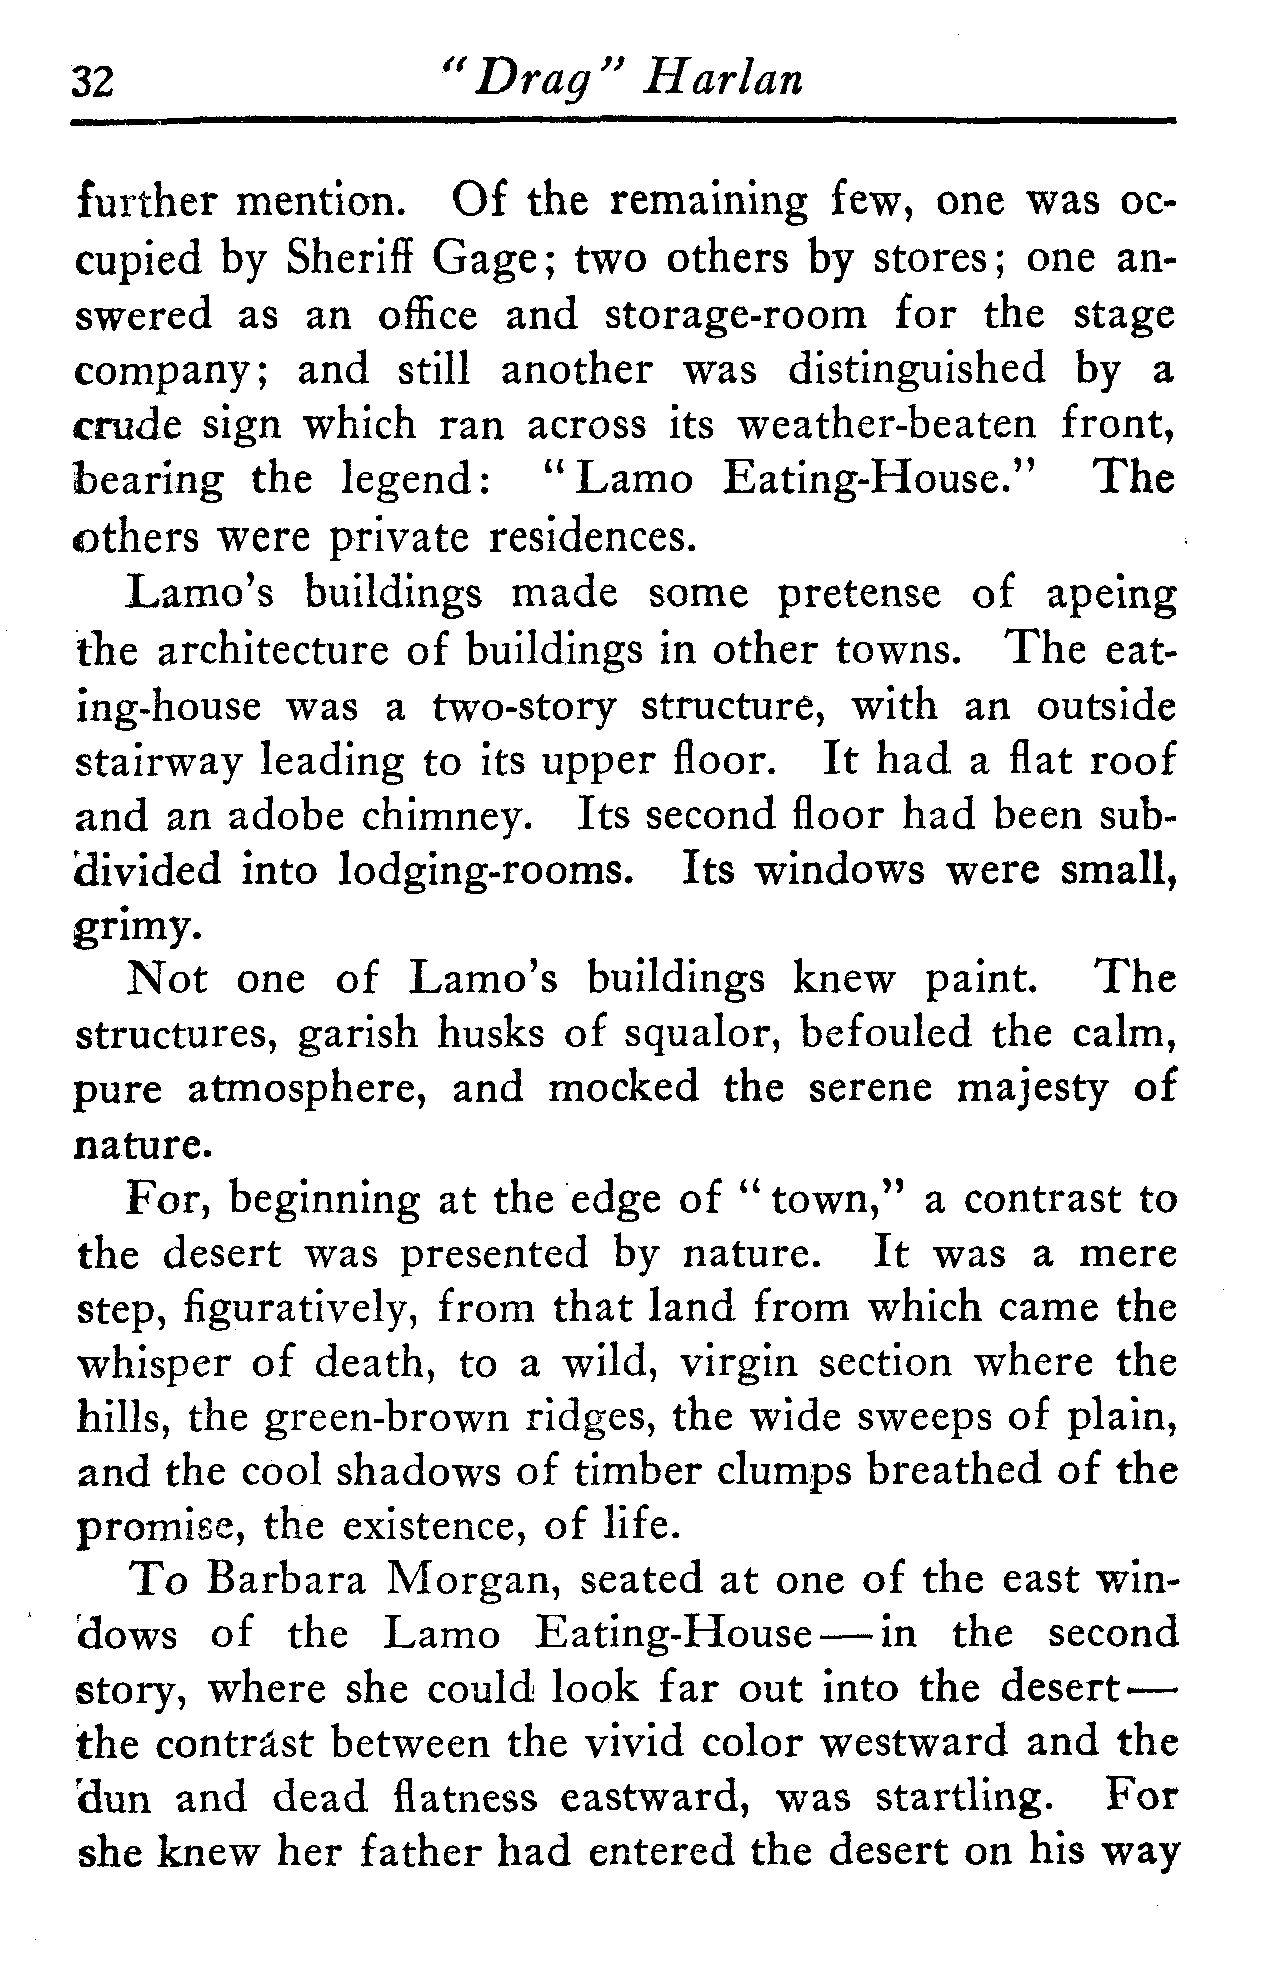 32 " Drag " Harlan
further mention. Of the remaining few, one was oc-
cupied by Sheriff Gage; two others by stores; one an-
swered as an office and storage-room for the stage
company; and still another was distinguished by a
crude sign which ran across its weather-beaten front,
bearing the legend: " Lamo Eating-House." The
others were private residences.
Lamo's buildings made some pretense of apeing
the architecture of buildings in other towns. The eat-
ing-house was a two-story structure, with an outside
stairway leading to its upper floor. It had a flat roof
and an adobe chimney. Its second floor had been sub-
divided into lodging-rooms. Its windows were small,
grimy.
Not one of Lamo's buildings knew paint. The
structures, garish husks of squalor, befouled the calm,
pure atmosphere, and mocked the serene majesty of
nature.
For, beginning at the edge of " town," a contrast to
the desert was presented by nature. It was a mere
step, figuratively, from that land from which came the
whisper of death, to a wild, virgin section where the
hills, the green-brown ridges, the wide sweeps of plain,
and the cool shadows of timber clumps breathed of the
promise, the existence, of life.
To Barbara Morgan, seated at one of the east win-
dows of the Lamo Eating-House — in the second
story, where she could look far out into the desert —
the contrast between the vivid color westward and the
dun and dead flatness eastward, was startling. For
she knew her father had entered the desert on his way